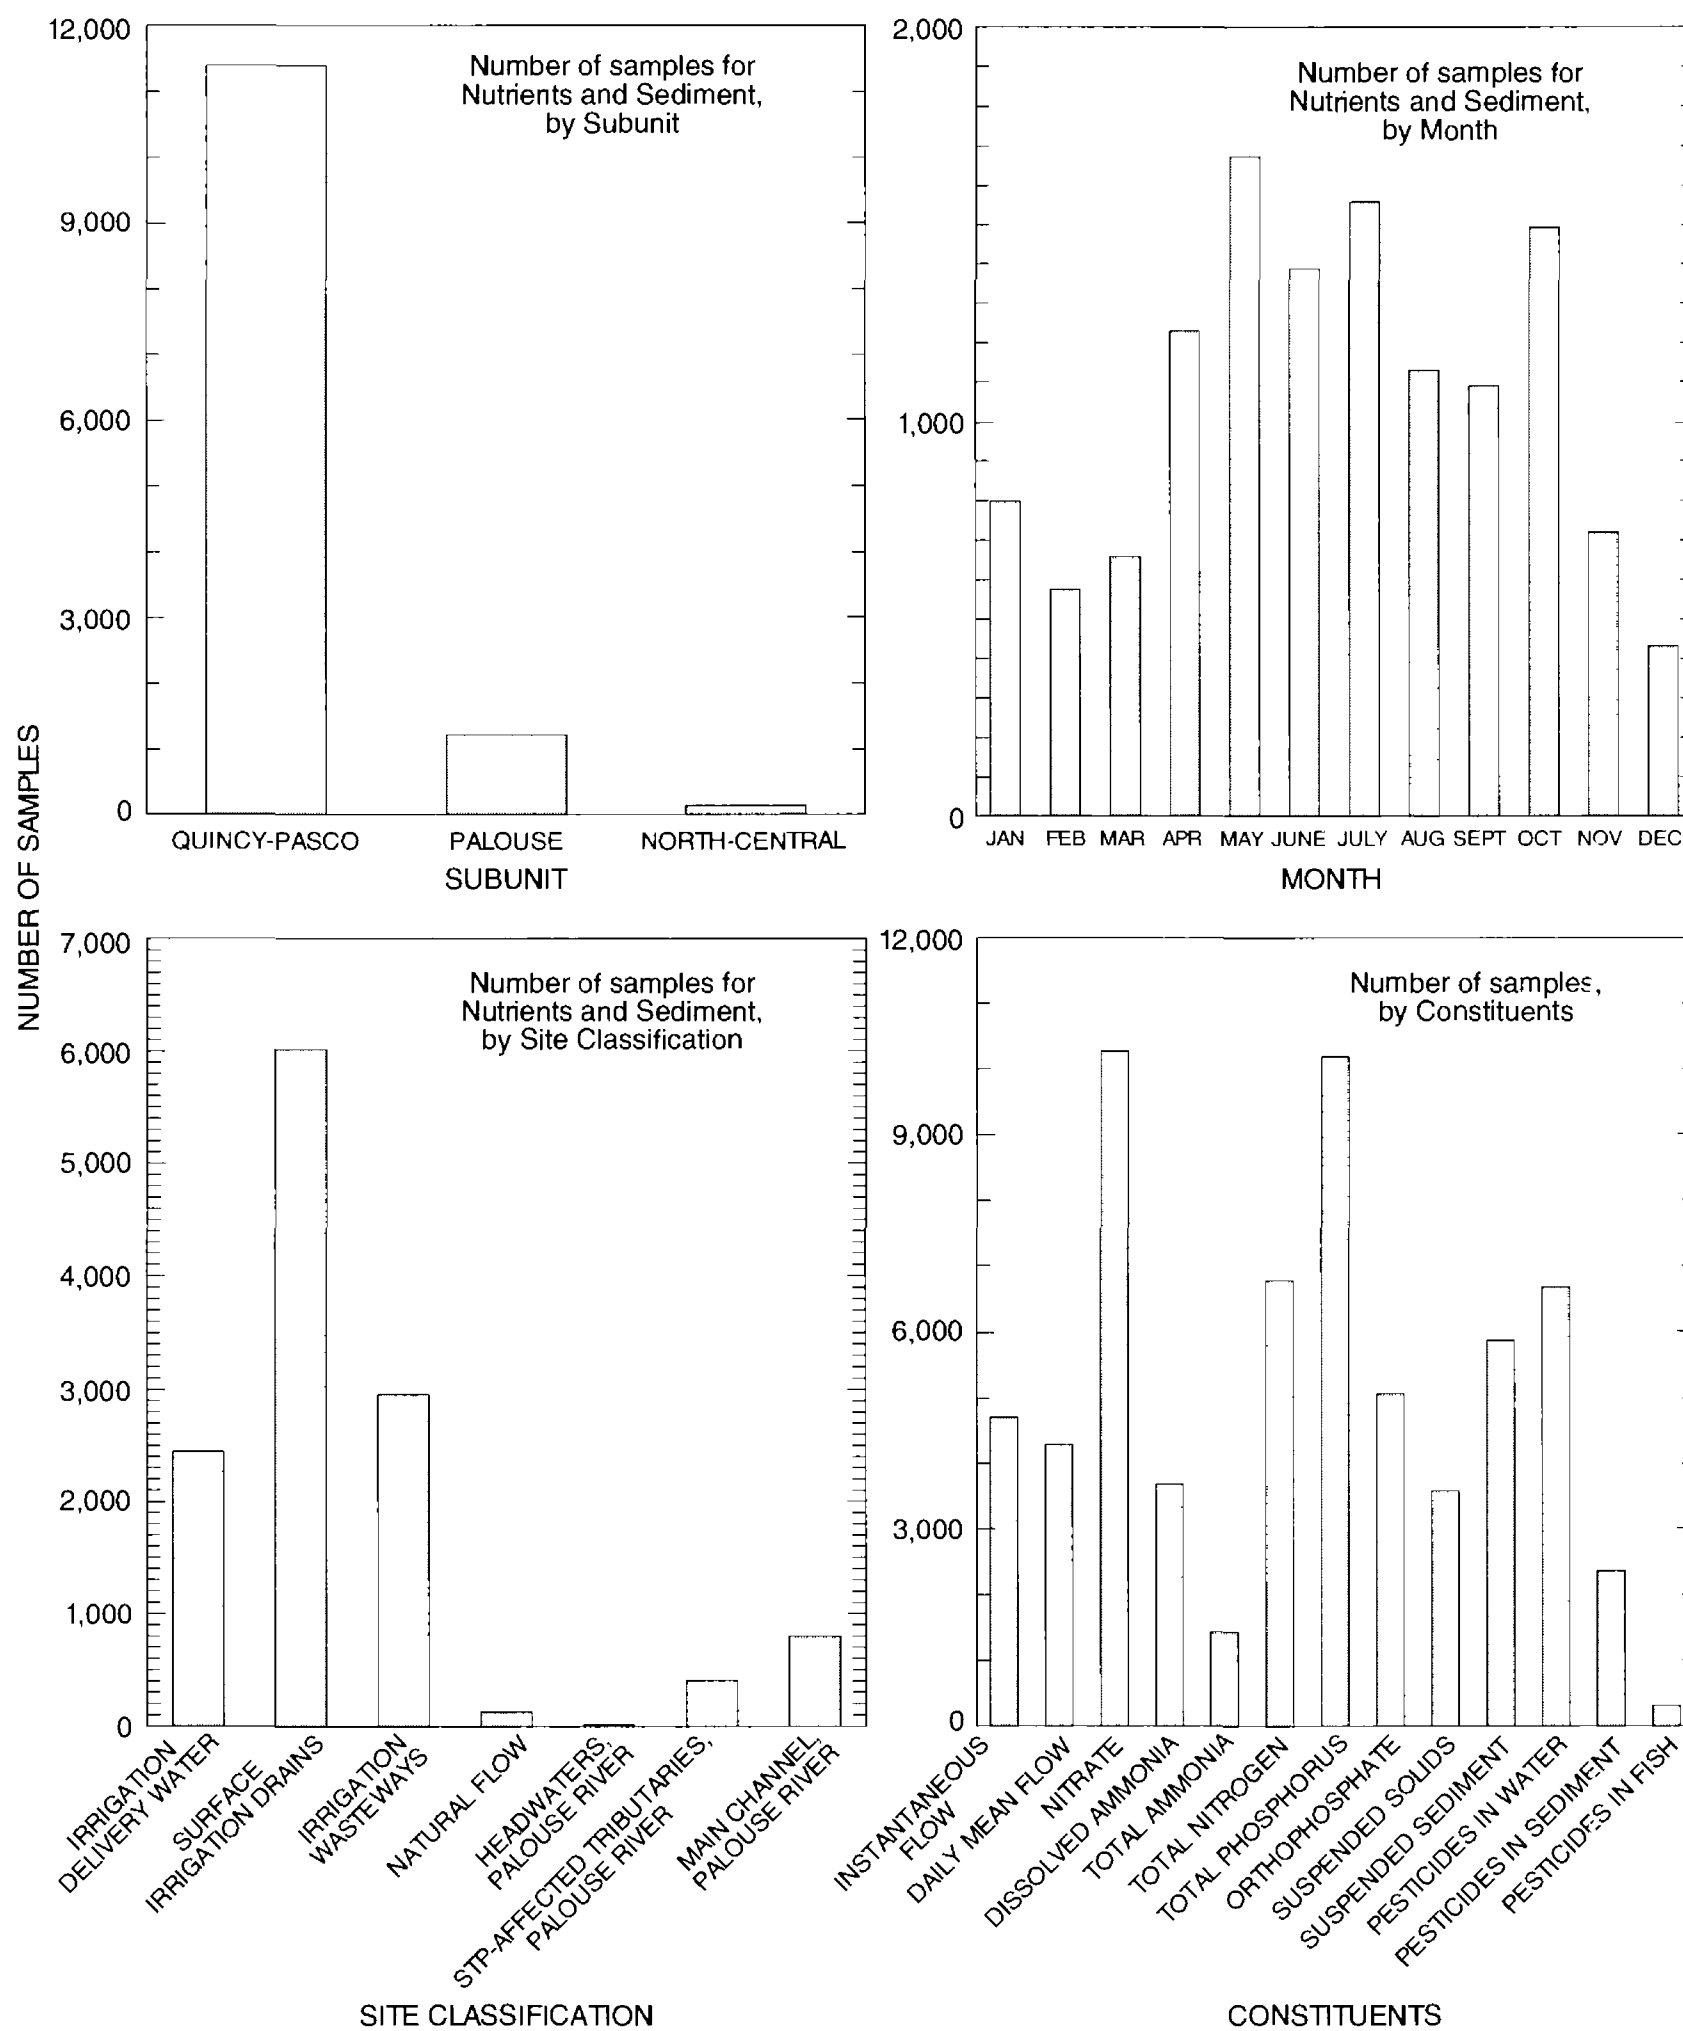 NUMBER OF SAMPLES
12,000
9,000
6,000
3,000
0
Number of samples for
Nutrients and Sediment,
by Subunit
QUINCY-PASCO
PALOUSE
NORTH-CENTRAL
SUBUNIT
2,000
1,000
0
Number of samples for
Nutrients and Sediment,
by Month
JAN
FEB
MAR
APR
MAY
JUNE
JULY
AUG
SEPT
OCT
NOV
DEC
MONTH
7,000
6,000
5,000
4,000
3,000
2,000
1,000
0
Number of samples for
Nutrients and Sediment,
by Site Classification
IRRIGATION
DELIVERY WATER
SURFACE
IRRIGATION DRAINS
IRRIGATION
WASTEWAYS
NATURAL FLOW
HEADWATERS,
PALOUSE RIVER
STP-AFFECTED TRIBUTARIES,
PALOUSE RIVER
MAIN CHANNEL,
PALOUSE RIVER
SITE CLASSIFICATION
12,000
9,000
6,000
3,000
0
Number of samples,
by Constituents
INSTANTANEOUS
FLOW
DAILY MEAN FLOW
NITRATE
DISSOLVED AMMONIA
TOTAL AMMONIA
TOTAL NITROGEN
TOTAL PHOSPHORUS
ORTHOPHOSPHATE
SUSPENDED SOLIDS
SUSPENDED SEDIMENT
PESTICIDES IN WATER
PESTICIDES IN SEDIMENT
PESTICIDES IN FISH
CONSTITUENTS